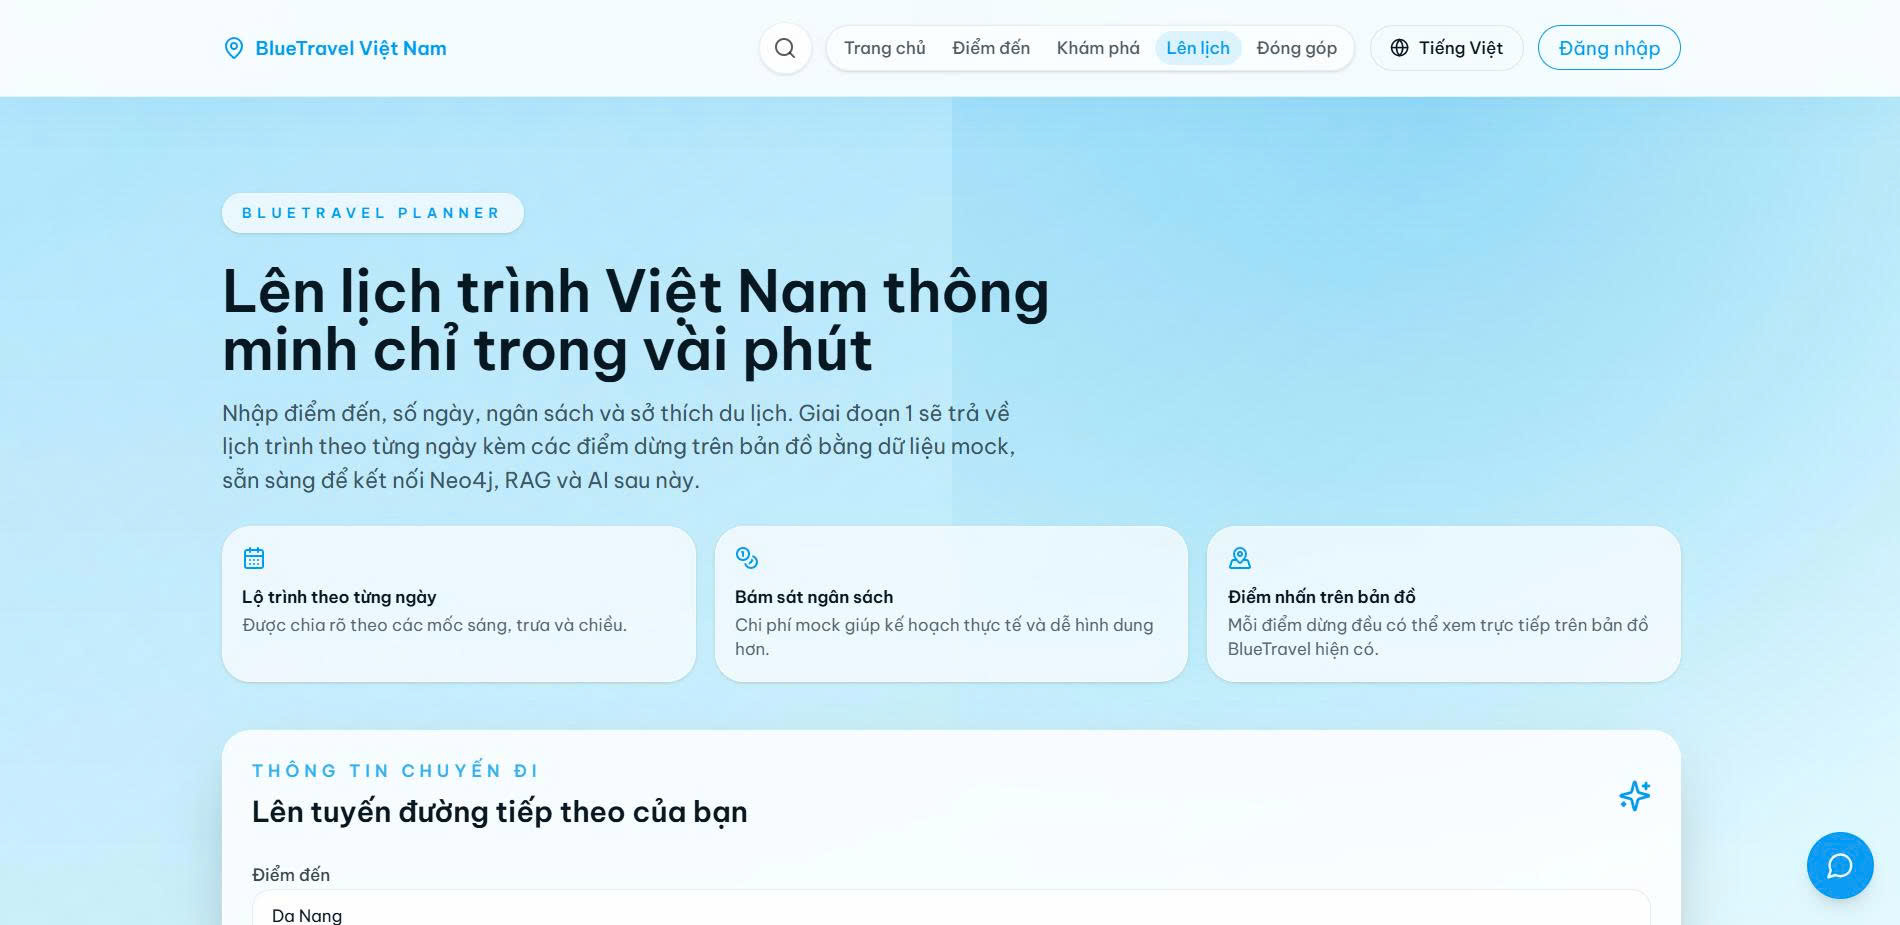 BlueTravel Việt Nam
Trang chủ
Điểm đến
Khám phá
Lên lịch
Đóng góp
Tiếng Việt
Đăng nhập
BLUETRAVEL PLANNER
Lên lịch trình Việt Nam thông
minh chỉ trong vài phút
Nhập điểm đến, số ngày, ngân sách và sở thích du lịch. Giai đoạn 1 sẽ trả về
lịch trình theo từng ngày kèm các điểm dừng trên bản đồ bằng dữ liệu mock,
sẵn sàng để kết nối Neo4j, RAG và AI sau này.
Lộ trình theo từng ngày
Được chia rõ theo các mốc sáng, trưa và chiều.
Bám sát ngân sách
Chi phí mock giúp kế hoạch thực tế và dễ hình dung
hơn.
Điểm nhấn trên bản đồ
Mỗi điểm dừng đều có thể xem trực tiếp trên bản đồ
BlueTravel hiện có.
THÔNG TIN CHUYẾN ĐI
Lên tuyến đường tiếp theo của bạn
Điểm đến
Da Nang